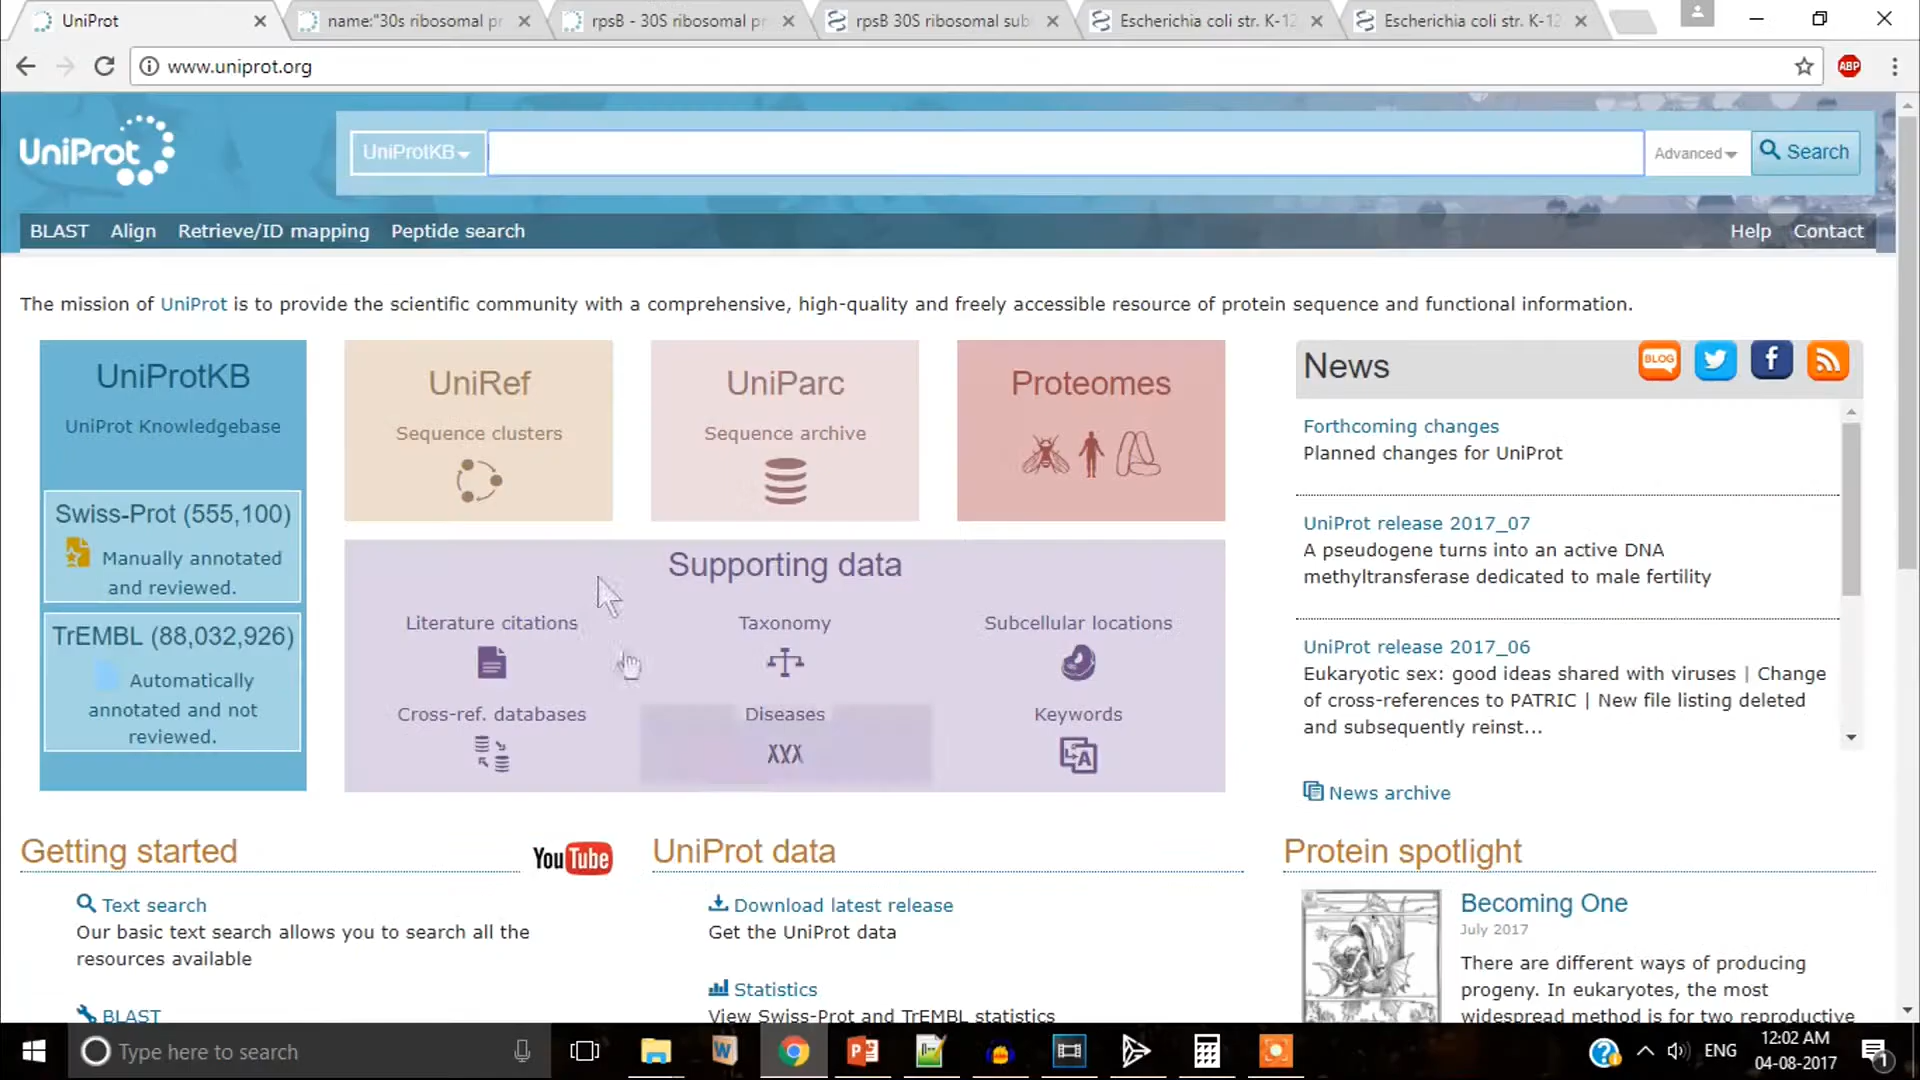 UniProt
name:"30s ribosomal pr
rpsB - 30S ribosomal pr
rpsB 30S ribosomal sub
Escherichia coli str. K-12
Escherichia coli str. K-12
www.uniprot.org
ABP
UniProt
UniProtKB
Advanced
Search
BLAST Align Retrieve/ID mapping Peptide search
Help Contact
The mission of UniProt is to provide the scientific community with a comprehensive, high-quality and freely accessible resource of protein sequence and functional information.
UniProtKB
UniProt Knowledgebase
Swiss-Prot (555,100)
Manually annotated
and reviewed.
TrEMBL (88,032,926)
Automatically
annotated and not
reviewed.
UniRef
Sequence clusters
UniParc
Sequence archive
Proteomes
Supporting data
Literature citations
Taxonomy
Subcellular locations
Cross-ref. databases
Diseases
Keywords
News
BLOG
Forthcoming changes
Planned changes for UniProt
UniProt release 2017_07
A pseudogene turns into an active DNA
methyltransferase dedicated to male fertility
UniProt release 2017_06
Eukaryotic sex: good ideas shared with viruses | Change
of cross-references to PATRIC | New file listing deleted
and subsequently reinst...
News archive
Getting started
YouTube
Text search
Our basic text search allows you to search all the
resources available
BLAST
UniProt data
Download latest release
Get the UniProt data
Statistics
View Swiss-Prot and TrEMBL statistics
Protein spotlight
Becoming One
July 2017
There are different ways of producing
progeny. In eukaryotes, the most
widespread method is for two reproductive
Type here to search
ENG
12:02 AM
04-08-2017
1